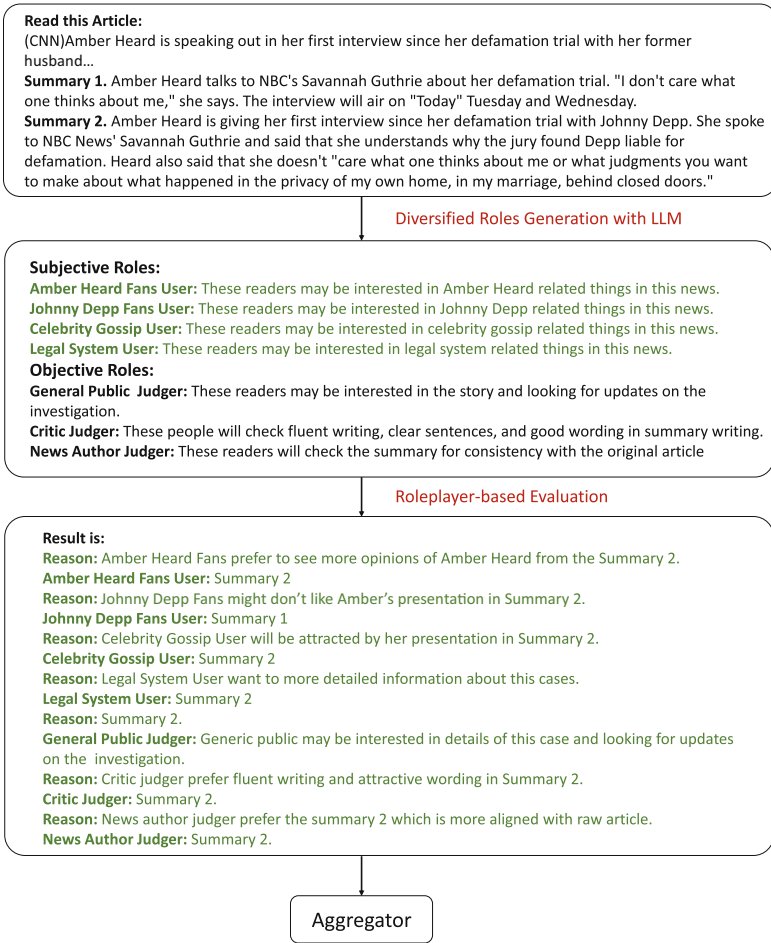 Read this Article:
(CNN)Amber Heard is speaking out in her first interview since her defamation trial with her former
husband...
Summary 1. Amber Heard talks to NBC's Savannah Guthrie about her defamation trial. "I don't care what
one thinks about me," she says. The interview will air on "Today" Tuesday and Wednesday.
Summary 2. Amber Heard is giving her first interview since her defamation trial with Johnny Depp. She spoke
to NBC News' Savannah Guthrie and said that she understands why the jury found Depp liable for
defamation. Heard also said that she doesn't "care what one thinks about me or what judgments you want
to make about what happened in the privacy of my own home, in my marriage, behind closed doors."
Diversified Roles Generation with LLM
Subjective Roles:
Amber Heard Fans User: These readers may be interested in Amber Heard related things in this news.
Johnny Depp Fans User: These readers may be interested in Johnny Depp related things in this news.
Celebrity Gossip User: These readers may be interested in celebrity gossip related things in this news.
Legal System User: These readers may be interested in legal system related things in this news.
Objective Roles:
General Public Judger: These readers may be interested in the story and looking for updates on the
investigation.
Critic Judger: These people will check fluent writing, clear sentences, and good wording in summary writing.
News Author Judger: These readers will check the summary for consistency with the original article
Roleplayer-based Evaluation
Result is:
Reason: Amber Heard Fans prefer to see more opinions of Amber Heard from the Summary 2.
Amber Heard Fans User: Summary 2
Reason: Johnny Depp Fans might don't like Amber's presentation in Summary 2.
Johnny Depp Fans User: Summary 1
Reason: Celebrity Gossip User will be attracted by her presentation in Summary 2.
Celebrity Gossip User: Summary 2
Reason: Legal System User want to more detailed information about this cases.
Legal System User: Summary 2
Reason: Summary 2.
General Public Judger: Generic public may be interested in details of this case and looking for updates
on the investigation.
Reason: Critic judger prefer fluent writing and attractive wording in Summary 2.
Critic Judger: Summary 2.
Reason: News author judger prefer the summary 2 which is more aligned with raw article.
News Author Judger: Summary 2.
Aggregator